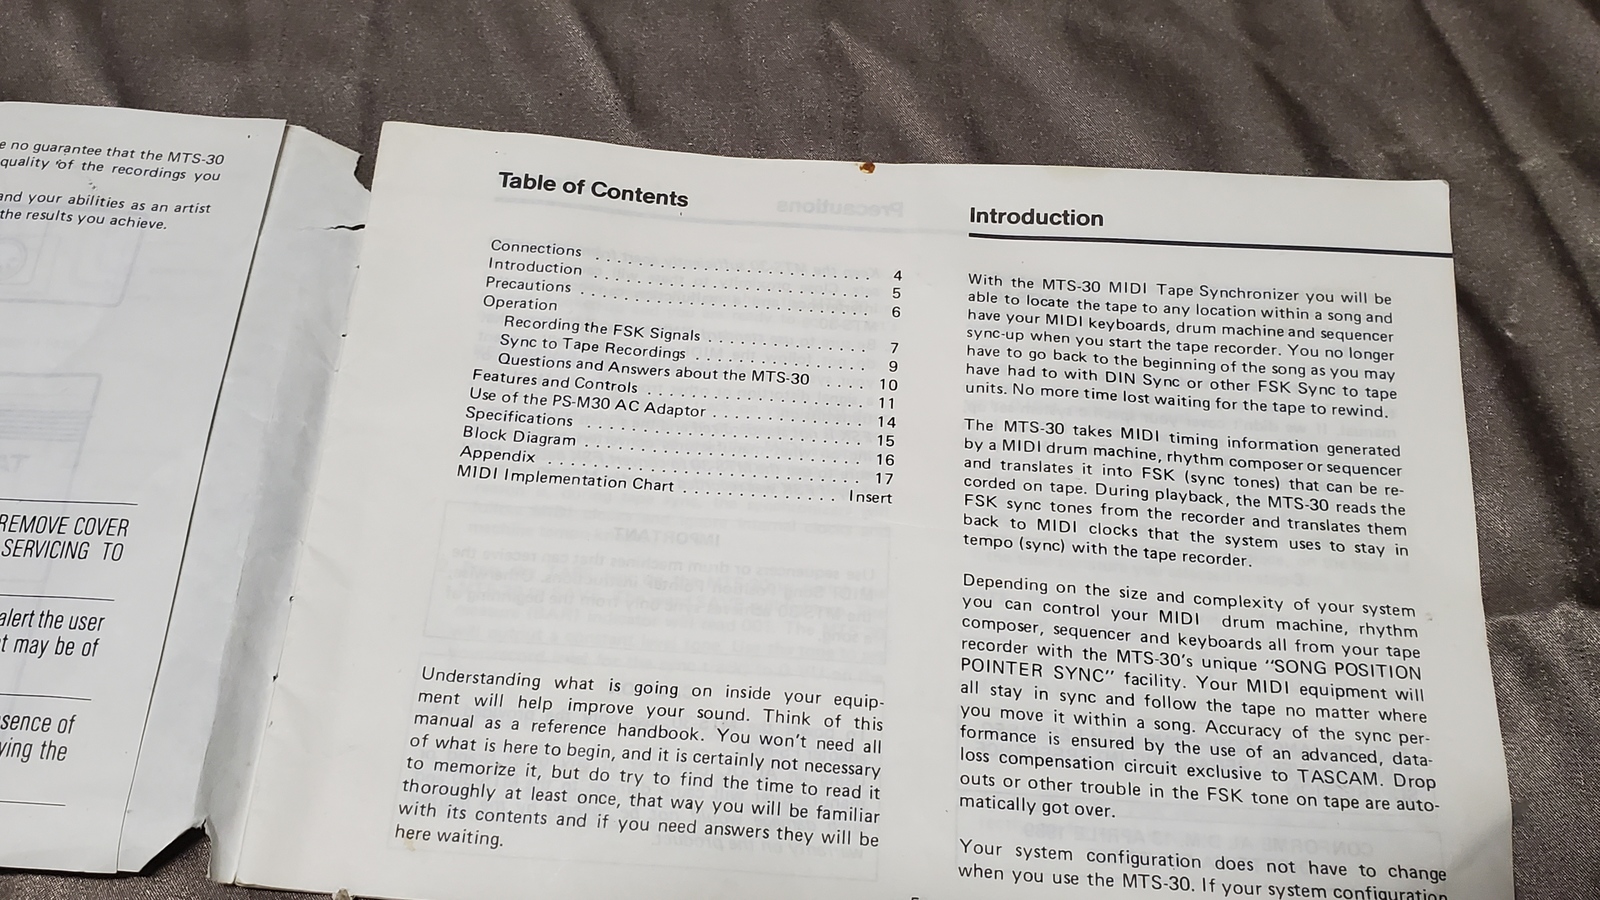 e no guarantee that the MTS-30
quality of the recordings you
and your abilities as an artist
the results you achieve.
REMOVE COVER
SERVICING TO
alert the user
t may be of
sence of
ying the
Table of Contents
Connections . . . . . . . . . . . . . . . . . . . . . . . . . . . 4
Introduction . . . . . . . . . . . . . . . . . . . . . . . . . . . 5
Precautions . . . . . . . . . . . . . . . . . . . . . . . . . . . 6
Operation
Recording the FSK Signals . . . . . . . . . . . . . . 7
Sync to Tape Recordings . . . . . . . . . . . . . . . 9
Questions and Answers about the MTS-30 . . . . 10
Features and Controls . . . . . . . . . . . . . . . . . . . 11
Use of the PS-M30 AC Adaptor . . . . . . . . . . . . . 14
Specifications . . . . . . . . . . . . . . . . . . . . . . . . . 15
Block Diagram . . . . . . . . . . . . . . . . . . . . . . . . 16
Appendix . . . . . . . . . . . . . . . . . . . . . . . . . . . . 17
MIDI Implementation Chart . . . . . . . . . . . . . Insert
Understanding what is going on inside your equip-
ment will help improve your sound. Think of this
manual as a reference handbook. You won't need all
of what is here to begin, and it is certainly not necessary
to memorize it, but do try to find the time to read it
thoroughly at least once, that way you will be familiar
with its contents and if you need answers they will be
here waiting.
Introduction
With the MTS-30 MIDI Tape Synchronizer you will be
able to locate the tape to any location within a song and
have your MIDI keyboards, drum machine and sequencer
sync-up when you start the tape recorder. You no longer
have to go back to the beginning of the song as you may
have had to with DIN Sync or other FSK Sync to tape
units. No more time lost waiting for the tape to rewind.
The MTS-30 takes MIDI timing information generated
by a MIDI drum machine, rhythm composer or sequencer
and translates it into FSK (sync tones) that can be re-
corded on tape. During playback, the MTS-30 reads the
FSK sync tones from the recorder and translates them
back to MIDI clocks that the system uses to stay in
tempo (sync) with the tape recorder.
Depending on the size and complexity of your system
you can control your MIDI drum machine, rhythm
composer, sequencer and keyboards all from your tape
recorder with the MTS-30's unique "SONG POSITION
POINTER SYNC" facility. Your MIDI equipment will
all stay in sync and follow the tape no matter where
you move it within a song. Accuracy of the sync per-
formance is ensured by the use of an advanced, data-
loss compensation circuit exclusive to TASCAM. Drop
outs or other trouble in the FSK tone on tape are auto-
matically got over.
Your system configuration does not have to change
when you use the MTS-30. If your system configuration